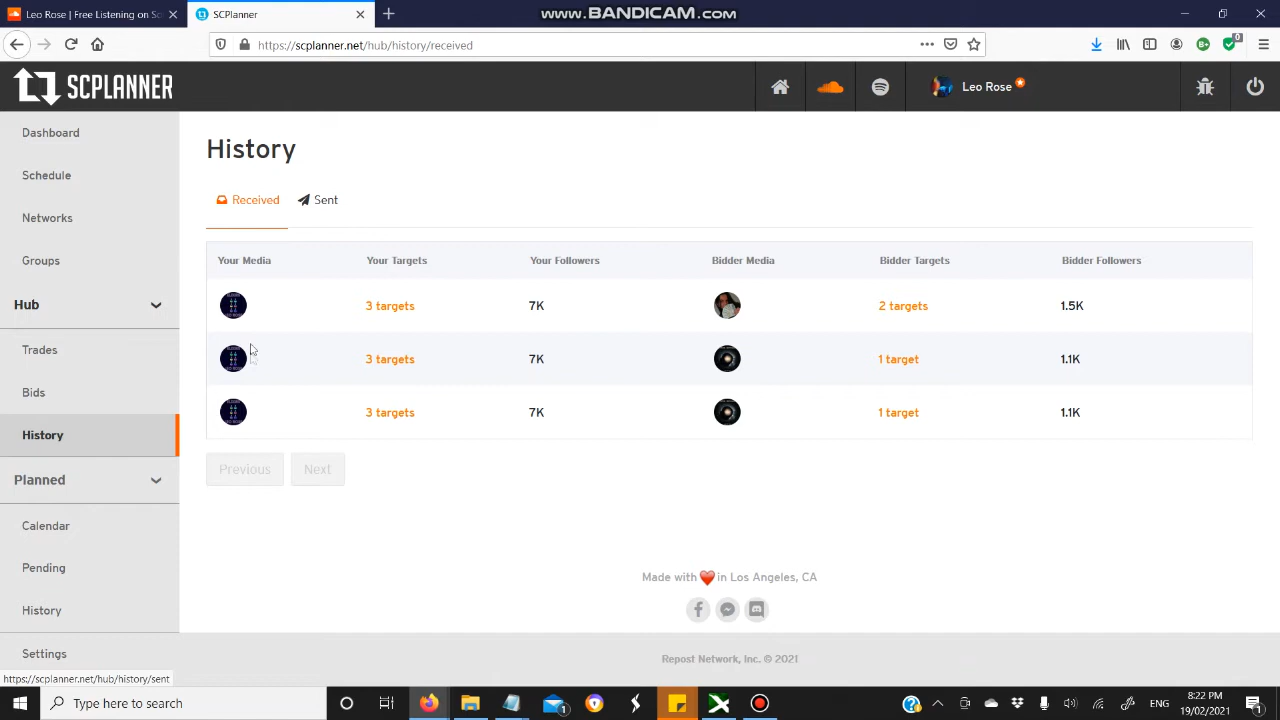 Leo Rose | Free Listening on So
SCPlanner
www.BANDICAM.com
https://scplanner.net/hub/history/received
0
B+
SCPLANNER
Leo Rose
Dashboard
Schedule
Networks
Groups
Hub
Trades
Bids
History
Planned
Calendar
Pending
History
Settings
History
Received
Sent
Your Media Your Targets Your Followers Bidder Media Bidder Targets Bidder Followers
3 targets 7K 2 targets 1.5K
3 targets 7K 1 target 1.1K
3 targets 7K 1 target 1.1K
Previous Next
Made with in Los Angeles, CA
Repost Network, Inc. © 2021
https://scplanner.net/hub/history/sent
Type here to search
1
ENG
8:22 PM
19/02/2021
1